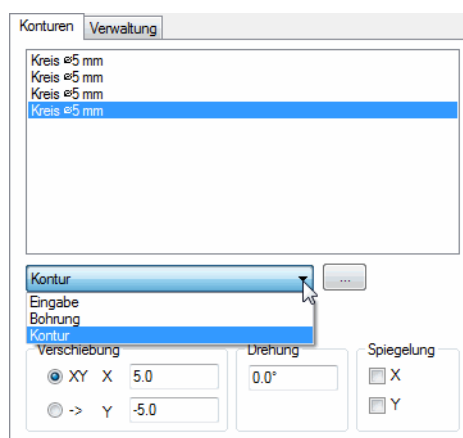 Konturen Verwaltung
Kreis ⌀5 mm
Kreis ⌀5 mm
Kreis ⌀5 mm
Kreis ⌀5 mm
Kontur ...
Eingabe
Bohrung
Kontur
Verschiebung Drehung Spiegelung
XY X 5.0 0.0° X
-> Y -5.0 Y